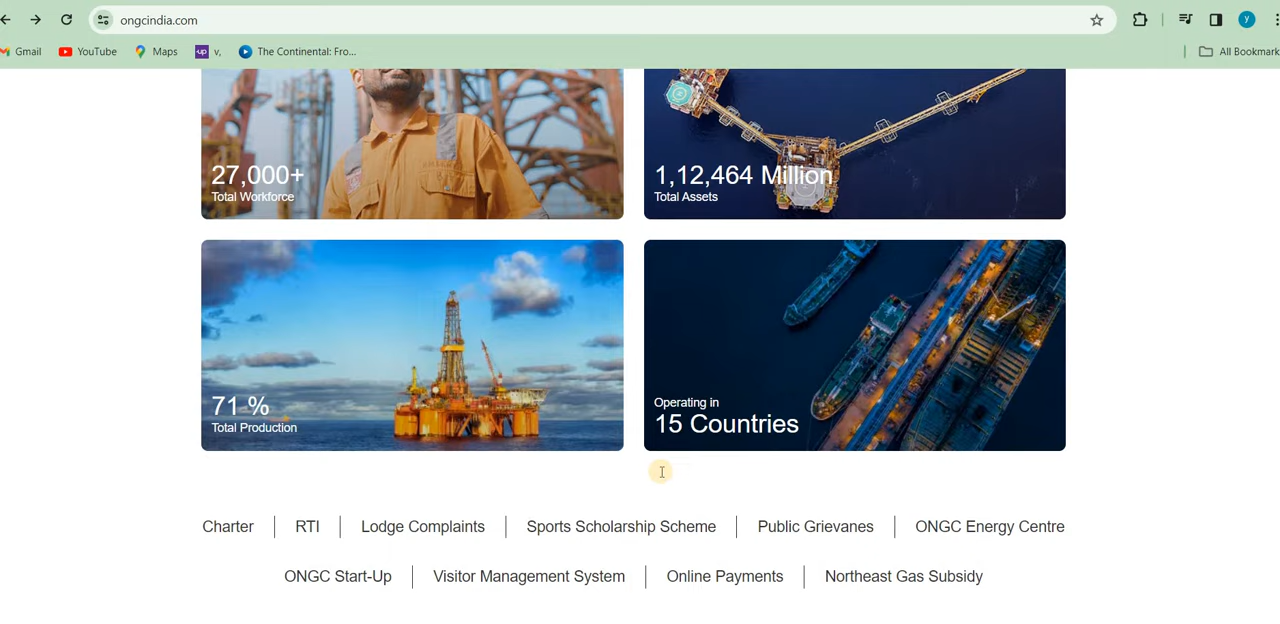 ongcindia.com
y
Gmail
YouTube
Maps
up v,
The Continental: Fro...
All Bookmark
27,000+
Total Workforce
1,12,464 Million
Total Assets
71 %
Total Production
Operating in
15 Countries
Charter
RTI
Lodge Complaints
Sports Scholarship Scheme
Public Grievanes
ONGC Energy Centre
ONGC Start-Up
Visitor Management System
Online Payments
Northeast Gas Subsidy